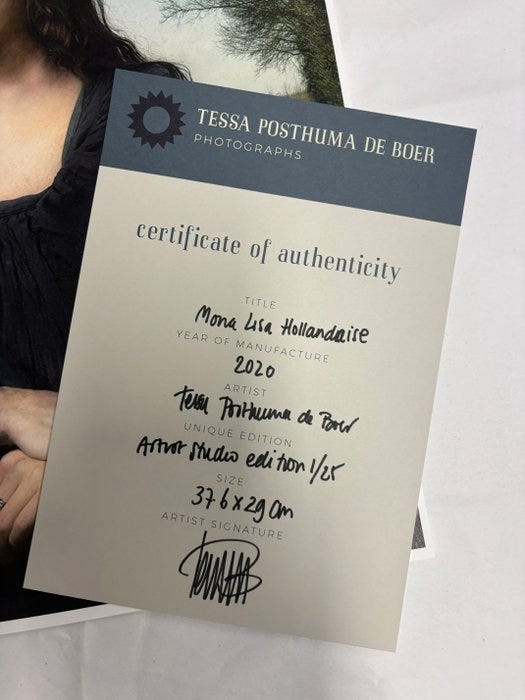 TESSA POSTHUMA DE BOER
PHOTOGRAPHS
certificate of authenticity
TITLE
Mona Lisa Hollandaise
YEAR OF MANUFACTURE
2020
ARTIST
Tessa Posthuma de Boer
UNIQUE EDITION
Artist Studio edition 1/25
SIZE
37 6 x 29 cm
ARTIST SIGNATURE